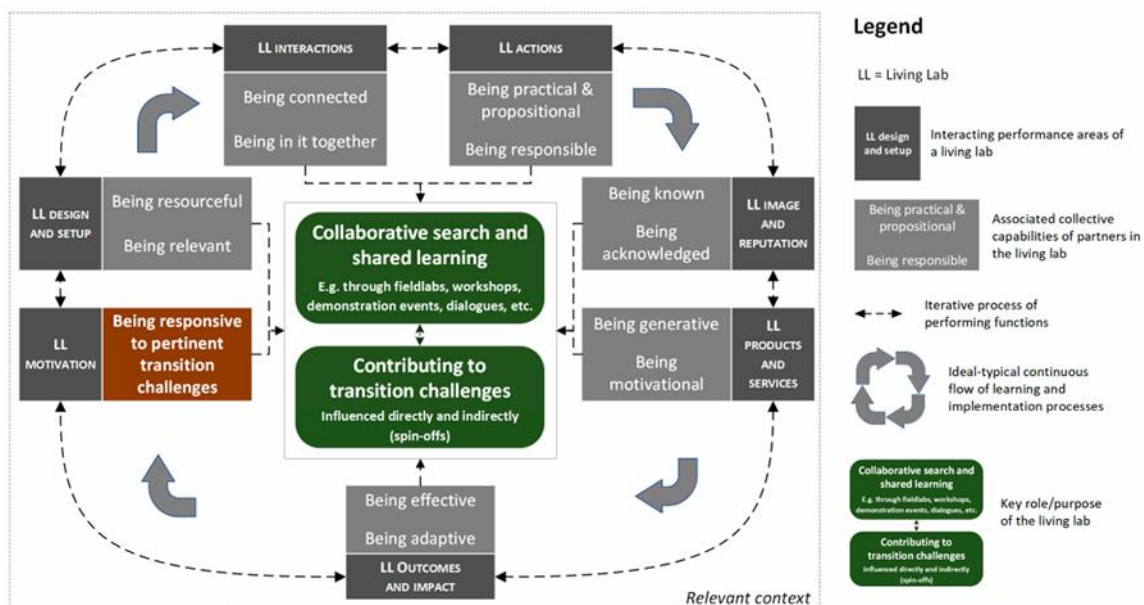 LL INTERACTIONS
Being connected
Being in it together
LL ACTIONS
Being practical &
propositional
Being responsible
LL DESIGN
AND SETUP
Being resourceful
Being relevant
Collaborative search and
shared learning
E.g. through fieldlabs, workshops,
demonstration events, dialogues, etc.
Being known
Being
acknowledged
LL IMAGE
AND
REPUTATION
LL
MOTIVATION
Being responsive
to pertinent
transition
challenges
Contributing to
transition challenges
Influenced directly and indirectly
(spin-offs)
Being generative
Being
motivational
LL
PRODUCTS
AND
SERVICES
Being effective
Being adaptive
LL OUTCOMES
AND IMPACT
Relevant context
Legend
LL = Living Lab
LL design
and setup
Interacting performance areas of
a living lab
Being practical &
propositional
Being responsible
Associated collective
capabilities of partners in
the living lab
Iterative process of
performing functions
Ideal-typical continuous
flow of learning and
implementation processes
Collaborative search and
shared learning
E.g. through fieldlabs, workshops,
demonstration events, dialogues, etc.
Contributing to
transition challenges
Influenced directly and indirectly
(spin-offs)
Key role/purpose
of the living lab